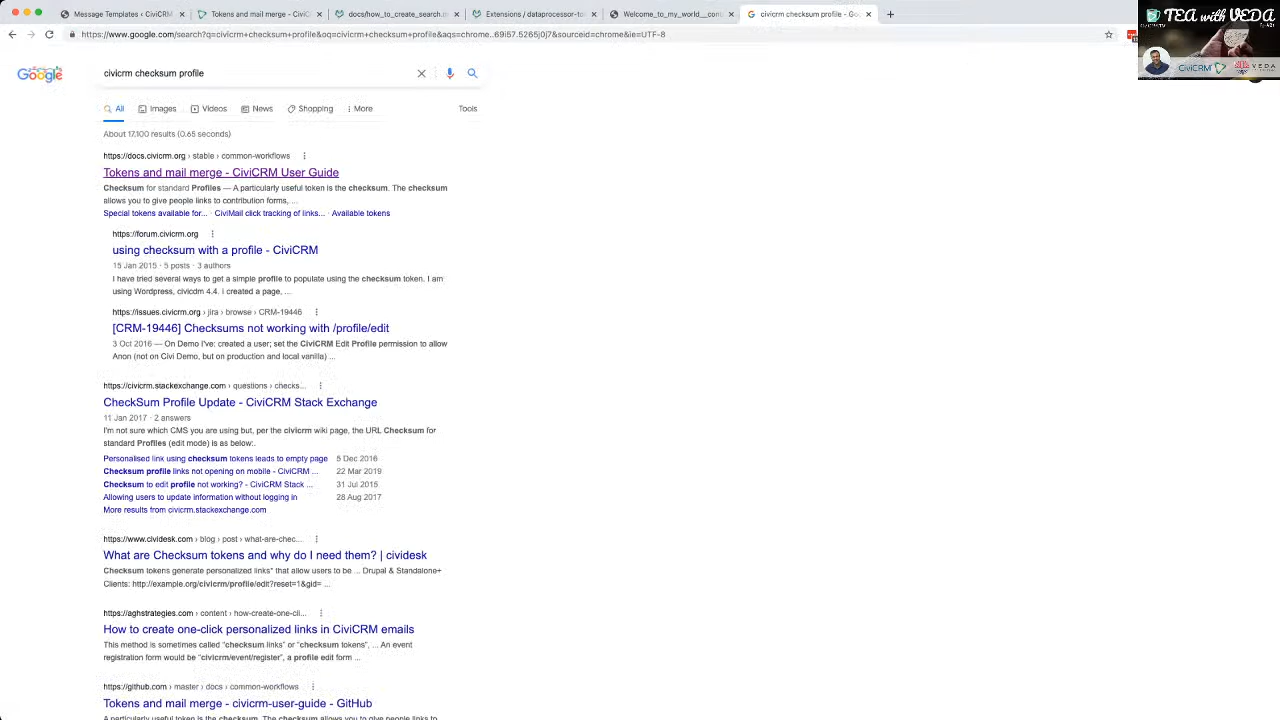 Message Templates ‹ CiviCRM
Tokens and mail merge - CiviC
docs/how_to_create_search.m
Extensions / dataprocessor-to
Welcome_to_my_world__con
civicrm checksum profile - Go
https://www.google.com/search?q=civicrm+checksum+profile&oq=civicrm+checksum+profile&aqs=chrome..69i57.5265j0j7&sourceid=chrome&ie=UTF-8
TEA with VEDA
CiviCRM
VEDA
Google
civicrm checksum profile
All Images Videos News Shopping More Tools
About 17,100 results (0.65 seconds)
https://docs.civicrm.org › stable › common-workflows
Tokens and mail merge - CiviCRM User Guide
Checksum for standard Profiles — A particularly useful token is the checksum. The checksum
allows you to give people links to contribution forms, ...
Special tokens available for... · CiviMail click tracking of links... · Available tokens
https://forum.civicrm.org
using checksum with a profile - CiviCRM
15 Jan 2015 · 5 posts · 3 authors
I have tried several ways to get a simple profile to populate using the checksum token. I am
using Wordpress, civicdm 4.4. i created a page, ...
https://issues.civicrm.org › jira › browse › CRM-19446
[CRM-19446] Checksums not working with /profile/edit
3 Oct 2016 — On Demo I've: created a user; set the CiviCRM Edit Profile permission to allow
Anon (not on Civi Demo, but on production and local vanilla) ...
https://civicrm.stackexchange.com › questions › checks...
CheckSum Profile Update - CiviCRM Stack Exchange
11 Jan 2017 · 2 answers
I'm not sure which CMS you are using but, per the civicrm wiki page, the URL Checksum for
standard Profiles (edit mode) is as below:.
Personalised link using checksum tokens leads to empty page 5 Dec 2016
Checksum profile links not opening on mobile - CiviCRM ... 22 Mar 2019
Checksum to edit profile not working? - CiviCRM Stack ... 31 Jul 2015
Allowing users to update information without logging in 28 Aug 2017
More results from civicrm.stackexchange.com
https://www.cividesk.com › blog › post › what-are-chec...
What are Checksum tokens and why do I need them? | cividesk
Checksum tokens generate personalized links* that allow users to be ... Drupal & Standalone+
Clients: http://example.org/civicrm/profile/edit?reset=1&gid= ...
https://aghstrategies.com › content › how-create-one-cli...
How to create one-click personalized links in CiviCRM emails
This method is sometimes called “checksum links” or “checksum tokens”, ... An event
registration form would be “civicrm/event/register”, a profile edit form ...
https://github.com › master › docs › common-workflows
Tokens and mail merge - civicrm-user-guide - GitHub
A particularly useful token is the checksum. The checksum allows you to give people links to